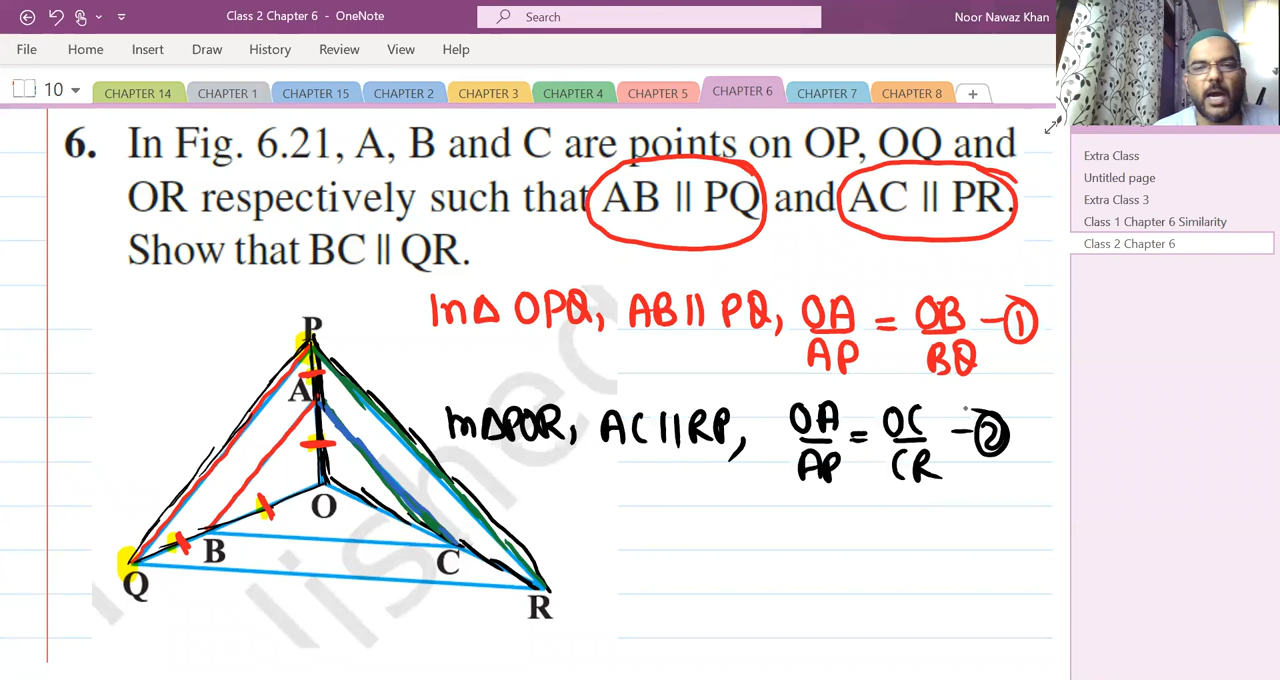 Class 2 Chapter 6 - OneNote
Search
Noor Nawaz Khan
File Home Insert Draw History Review View Help
10
CHAPTER 14 CHAPTER 1 CHAPTER 15 CHAPTER 2 CHAPTER 3 CHAPTER 4 CHAPTER 5 CHAPTER 6 CHAPTER 7 CHAPTER 8 +
6. In Fig. 6.21, A, B and C are points on OP, OQ and
OR respectively such that AB || PQ and AC || PR.
Show that BC || QR.
In △ OPQ, AB || PQ, OA/AP = OB/BQ - ①
In △POR, AC || RP, OA/AP = OC/CR - ②
P
A
O
B
C
Q
R
lished
Extra Class
Untitled page
Extra Class 3
Class 1 Chapter 6 Similarity
Class 2 Chapter 6